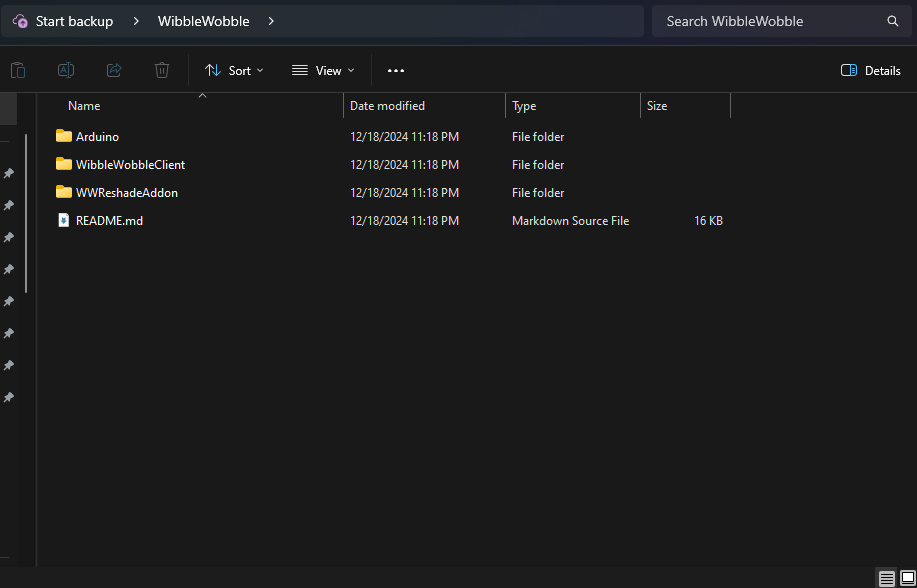 Start backup > WibbleWobble >
Search WibbleWobble
Sort
View
Details
Name Date modified Type Size
Arduino 12/18/2024 11:18 PM File folder
WibbleWobbleClient 12/18/2024 11:18 PM File folder
WWReshadeAddon 12/18/2024 11:18 PM File folder
README.md 12/18/2024 11:18 PM Markdown Source File 16 KB